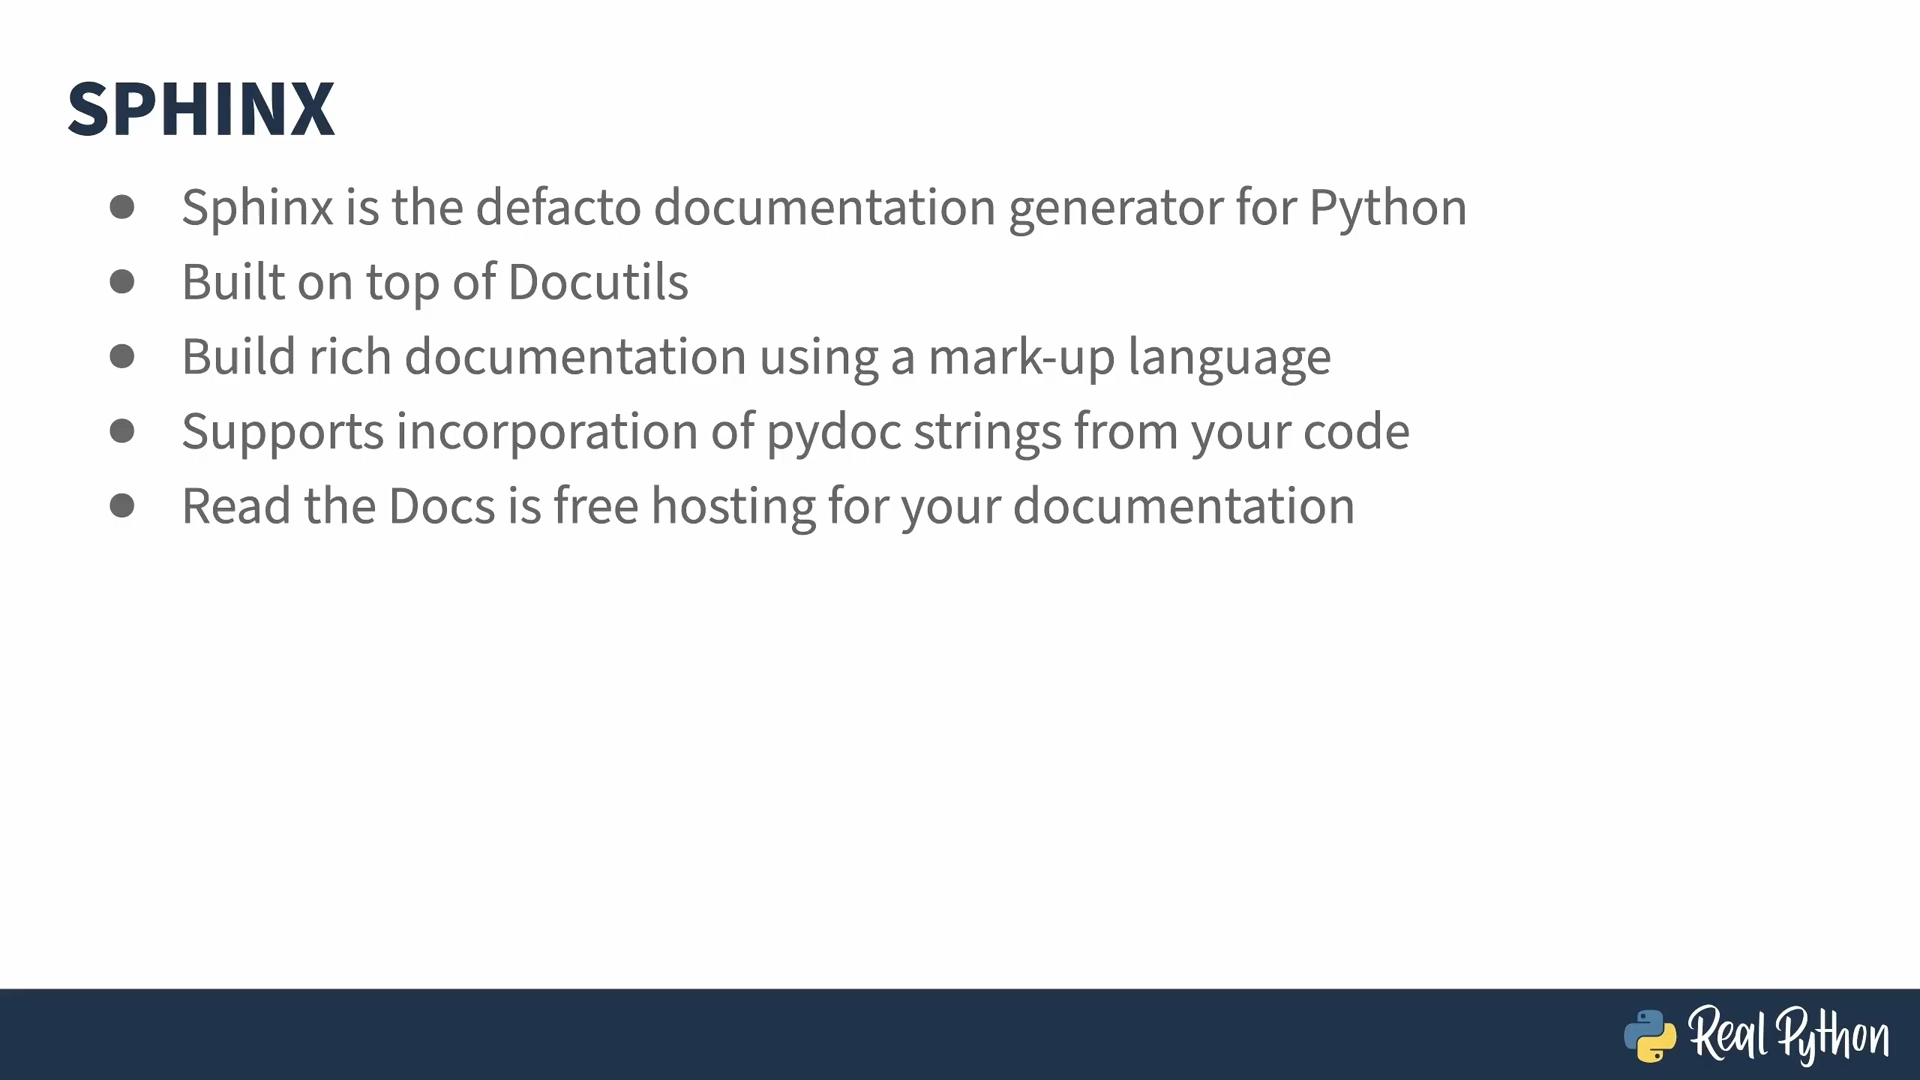 SPHINX
Sphinx is the defacto documentation generator for Python
Built on top of Docutils
Build rich documentation using a mark-up language
Supports incorporation of pydoc strings from your code
Read the Docs is free hosting for your documentation
Real Python